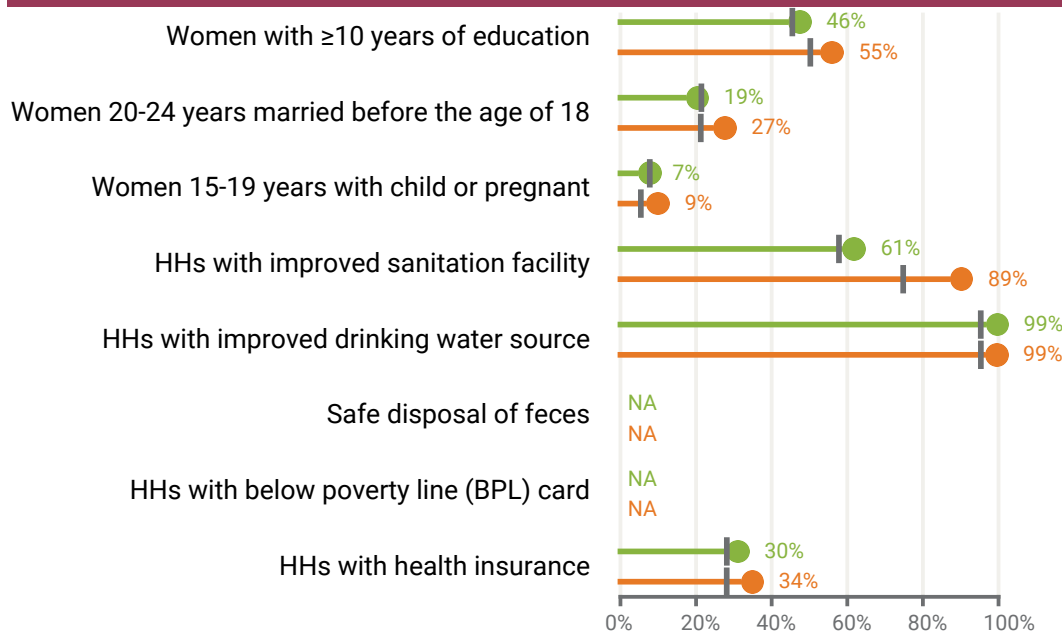 Women with ≥10 years of education
46%
55%
Women 20-24 years married before the age of 18
19%
27%
Women 15-19 years with child or pregnant
7%
9%
HHs with improved sanitation facility
61%
89%
HHs with improved drinking water source
99%
99%
Safe disposal of feces
NA
NA
HHs with below poverty line (BPL) card
NA
NA
HHs with health insurance
30%
34%
0% 20% 40% 60% 80% 100%